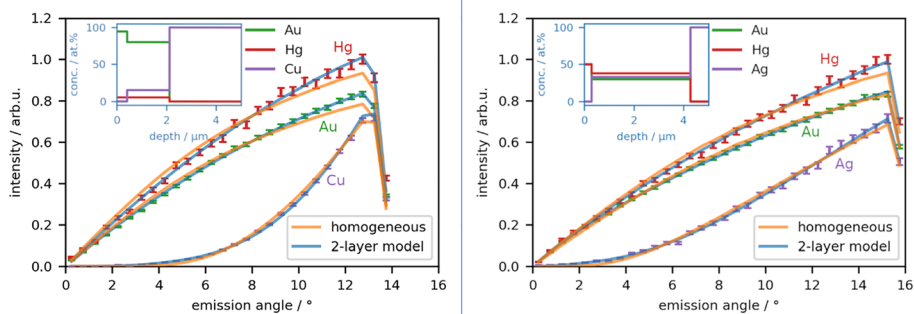 1.2
1.0
0.8
0.6
0.4
0.2
0.0
intensity / arb.u.
0 2 4 6 8 10 12 14 16
emission angle / °
100
50
0
conc. / at.%
0 2 4
depth / μm
Au
Hg
Cu
Hg
Au
Cu
homogeneous
2-layer model
1.2
1.0
0.8
0.6
0.4
0.2
0.0
intensity / arb.u.
0 2 4 6 8 10 12 14 16
emission angle / °
100
50
0
conc. / at.%
0 2 4
depth / μm
Au
Hg
Ag
Hg
Au
Ag
homogeneous
2-layer model